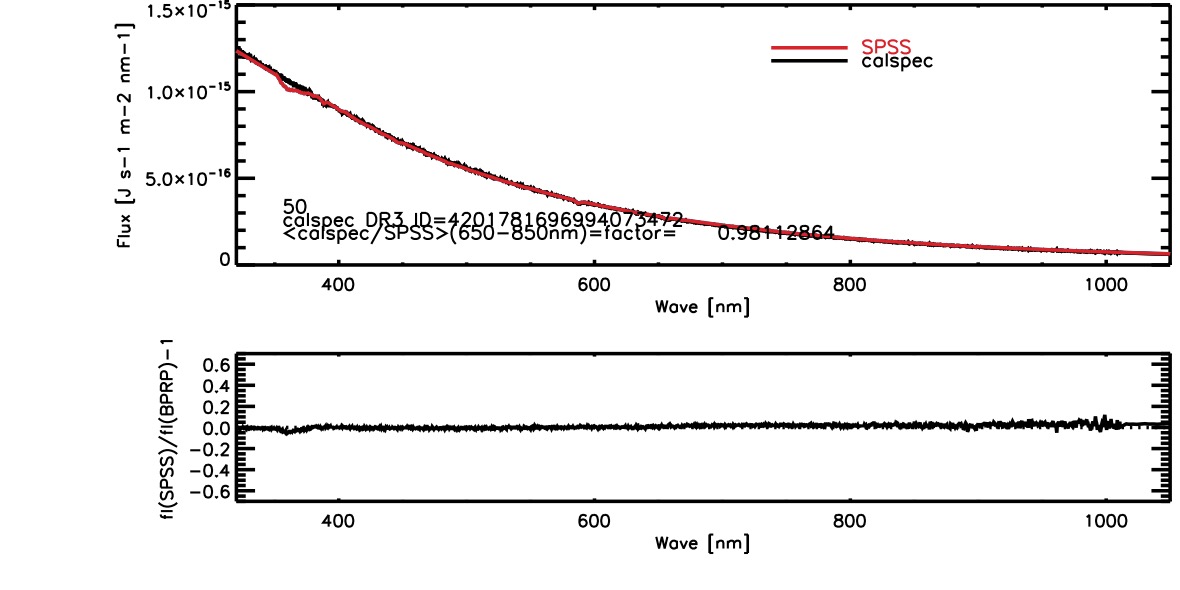 1.5×10−15
1.0×10−15
5.0×10−16
0
Flux [J s−1 m−2 nm−1]
SPSS
calspec
50
calspec DR3_ID=4201781696994073472
<calspec/SPSS>(650−850nm)=factor= 0.98112864
400 600 800 1000
Wave [nm]
fl(SPSS)/fl(BPRP)−1
0.6
0.4
0.2
0.0
−0.2
−0.4
−0.6
400 600 800 1000
Wave [nm]